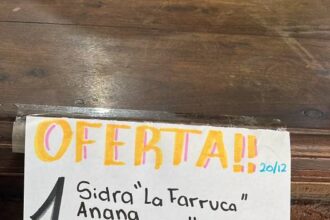 OFERTA!!
20/12
1 Sidra "La Farruca"
Anana